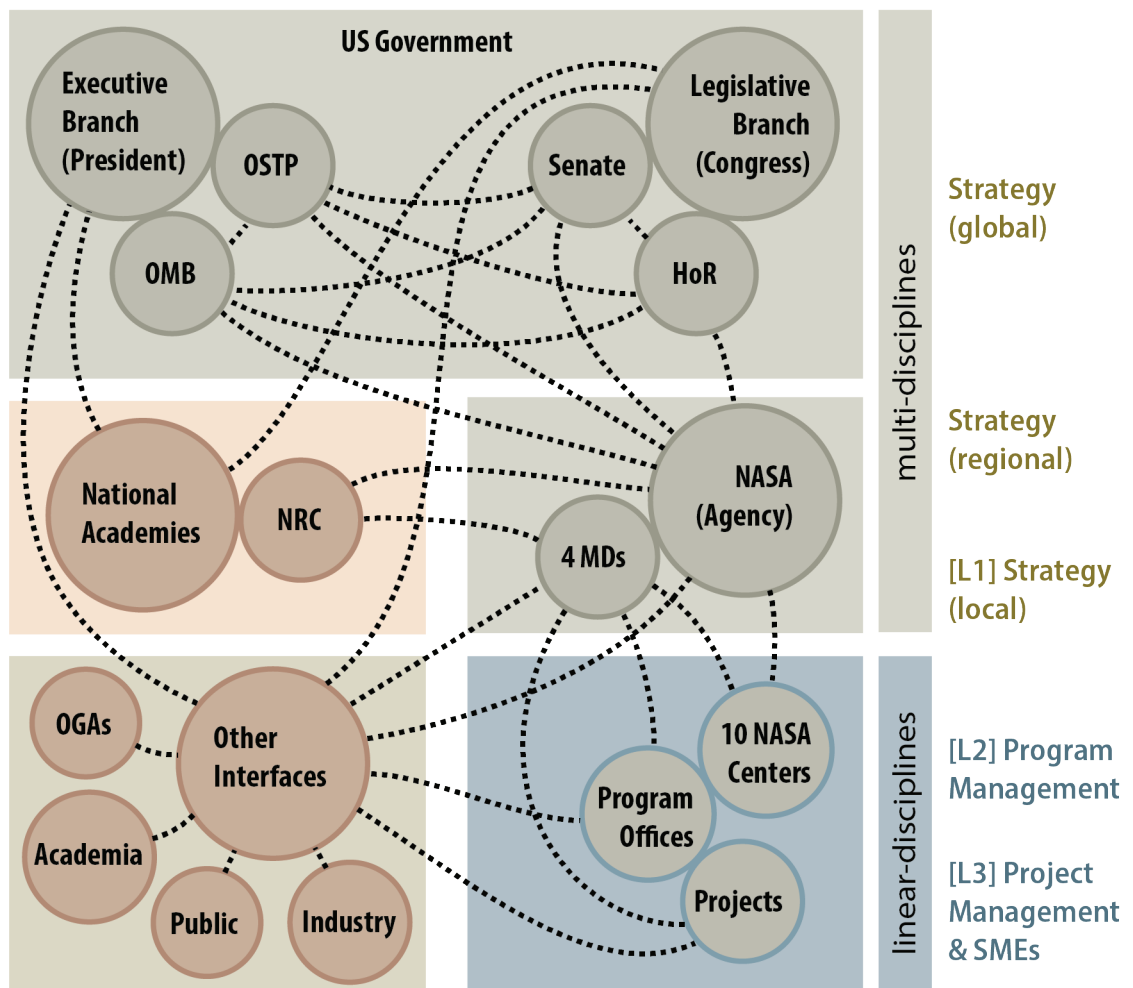 US Government
Executive
Branch
(President)
OSTP
OMB
Senate
Legislative
Branch
(Congress)
HoR
National
Academies
NRC
NASA
(Agency)
4 MDs
OGAs
Other
Interfaces
Academia
Public
Industry
10 NASA
Centers
Program
Offices
Projects
multi-disciplines
linear-disciplines
Strategy
(global)
Strategy
(regional)
[L1] Strategy
(local)
[L2] Program
Management
[L3] Project
Management
& SMEs